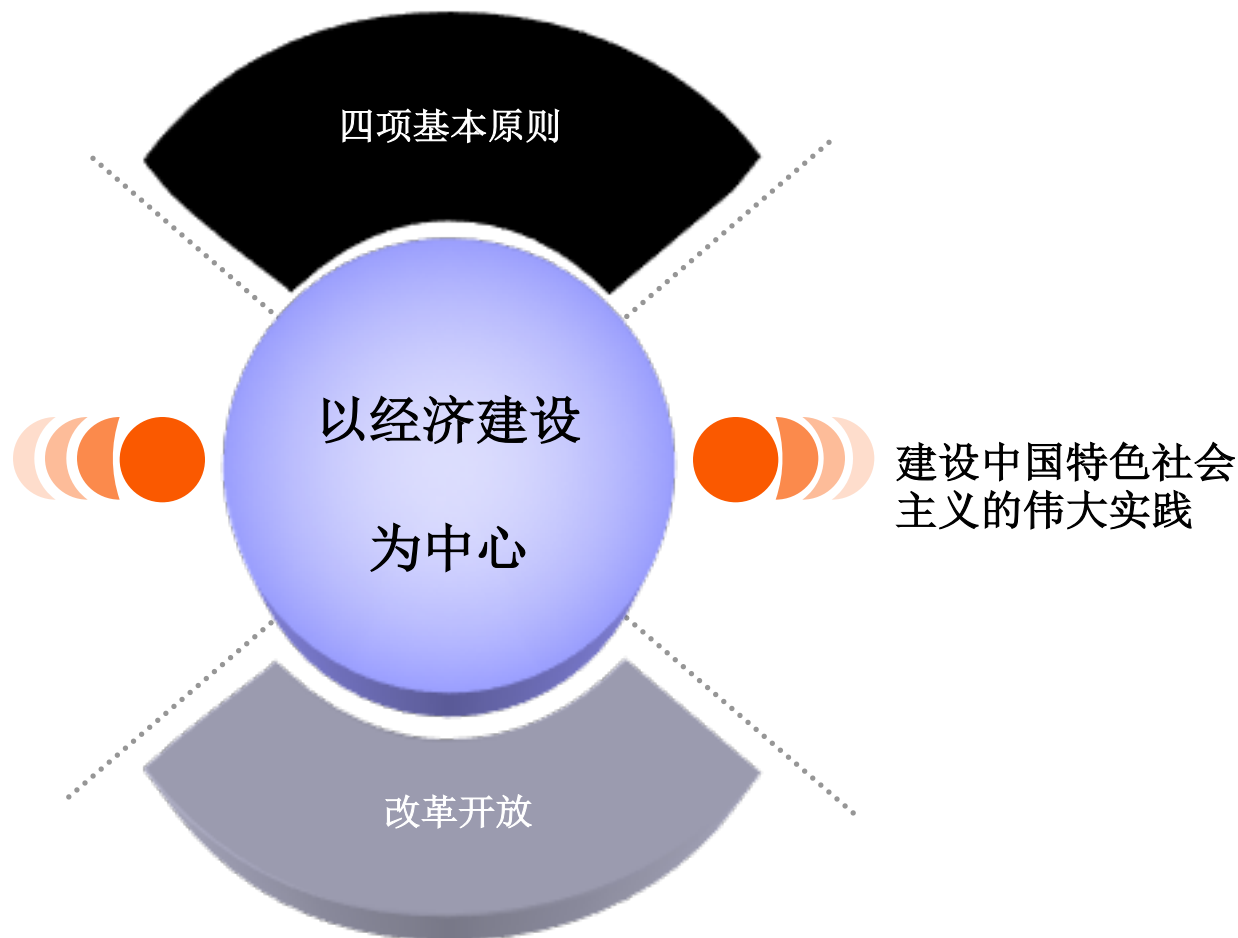 四项基本原则
以经济建设
为中心
建设中国特色社会
主义的伟大实践
改革开放